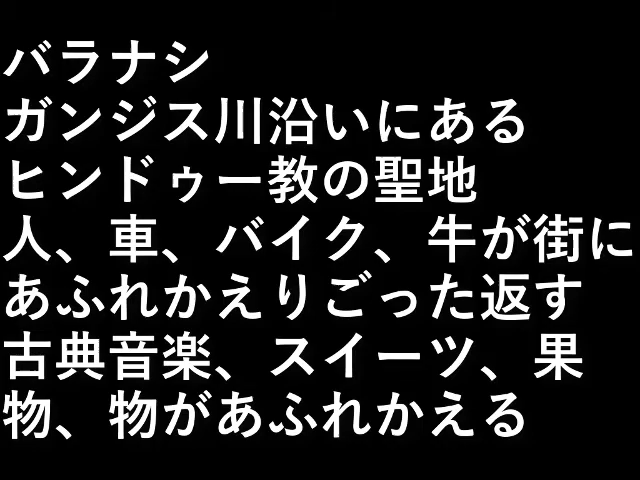 バラナシ
ガンジス川沿いにある
ヒンドゥー教の聖地
人、車、バイク、牛が街に
あふれかえりごった返す
古典音楽、スイーツ、果
物、物があふれかえる